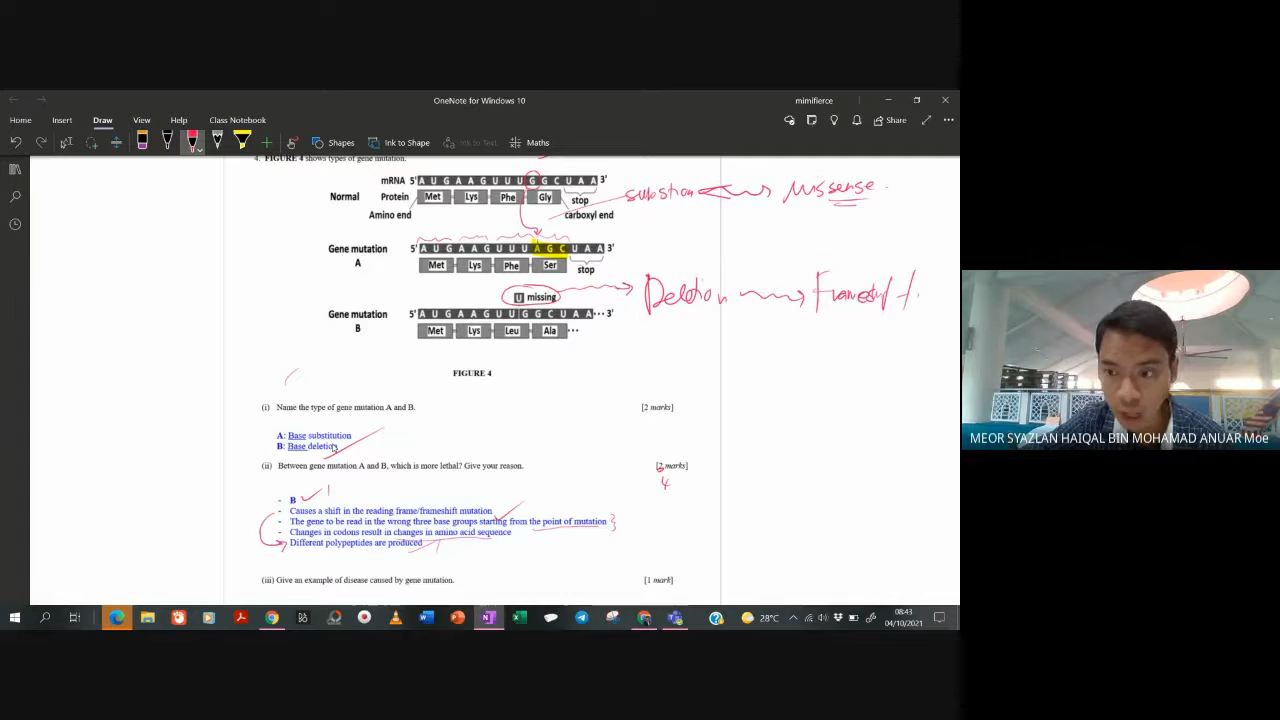 OneNote for Windows 10
mimifierce
Home Insert Draw View Help Class Notebook
Share
Shapes Ink to Shape Ink to Text Maths
4. FIGURE 4 shows types of gene mutation.
mRNA 5' A U G A A G U U U G G C U A A 3'
Normal Protein Met Lys Phe Gly stop
Amino end carboxyl end
substion missense
Gene mutation A 5' A U G A A G U U U A G C U A A 3'
Met Lys Phe Ser stop
U missing
Deletion
Gene mutation B 5' A U G A A G U U G G C U A A ... 3'
Met Lys Leu Ala ...
FIGURE 4
(i) Name the type of gene mutation A and B. [2 marks]
A: Base substitution
B: Base deletion
(ii) Between gene mutation A and B, which is more lethal? Give your reason. [2 marks]
4
- B 1
- Causes a shift in the reading frame/frameshift mutation
- The gene to be read in the wrong three base groups starting from the point of mutation
- Changes in codons result in changes in amino acid sequence
- Different polypeptides are produced
(iii) Give an example of disease caused by gene mutation. [1 mark]
MEOR SYAZLAN HAIQAL BIN MOHAMAD ANUAR Moe
28°C
08:43
04/10/2021